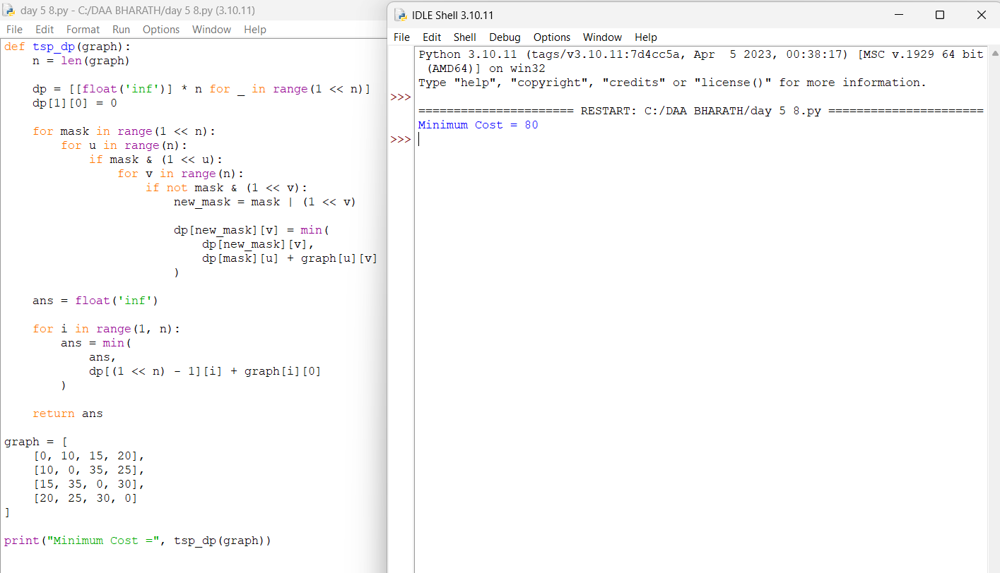 day 5 8.py - C:/DAA BHARATH/day 5 8.py (3.10.11)
File Edit Format Run Options Window Help
def tsp_dp(graph):
    n = len(graph)

    dp = [[float('inf')] * n for _ in range(1 << n)]
    dp[1][0] = 0

    for mask in range(1 << n):
        for u in range(n):
            if mask & (1 << u):
                for v in range(n):
                    if not mask & (1 << v):
                        new_mask = mask | (1 << v)

                        dp[new_mask][v] = min(
                            dp[new_mask][v],
                            dp[mask][u] + graph[u][v]
                        )

    ans = float('inf')

    for i in range(1, n):
        ans = min(
            ans,
            dp[(1 << n) - 1][i] + graph[i][0]
        )

    return ans

graph = [
    [0, 10, 15, 20],
    [10, 0, 35, 25],
    [15, 35, 0, 30],
    [20, 25, 30, 0]
]

print("Minimum Cost =", tsp_dp(graph))
IDLE Shell 3.10.11
File Edit Shell Debug Options Window Help
Python 3.10.11 (tags/v3.10.11:7d4cc5a, Apr  5 2023, 00:38:17) [MSC v.1929 64 bit
 (AMD64)] on win32
Type "help", "copyright", "credits" or "license()" for more information.
>>>
====================== RESTART: C:/DAA BHARATH/day 5 8.py ======================
Minimum Cost = 80
>>>